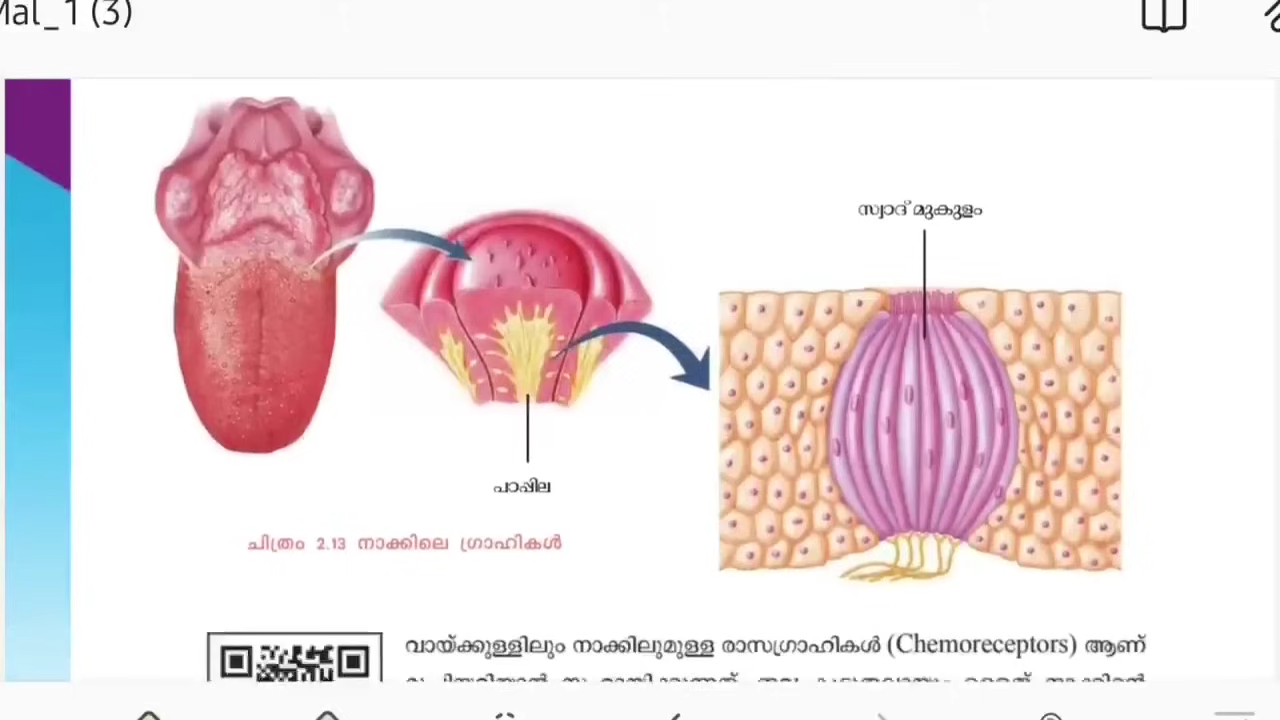 Mal_1 (3)
സ്വാദ് മുകുളം
പാപ്പില
ചിത്രം 2.13 നാക്കിലെ ഗ്രാഹികൾ
വായ്ക്കുള്ളിലും നാക്കിലുമുള്ള രാസഗ്രാഹികൾ (Chemoreceptors) ആണ്